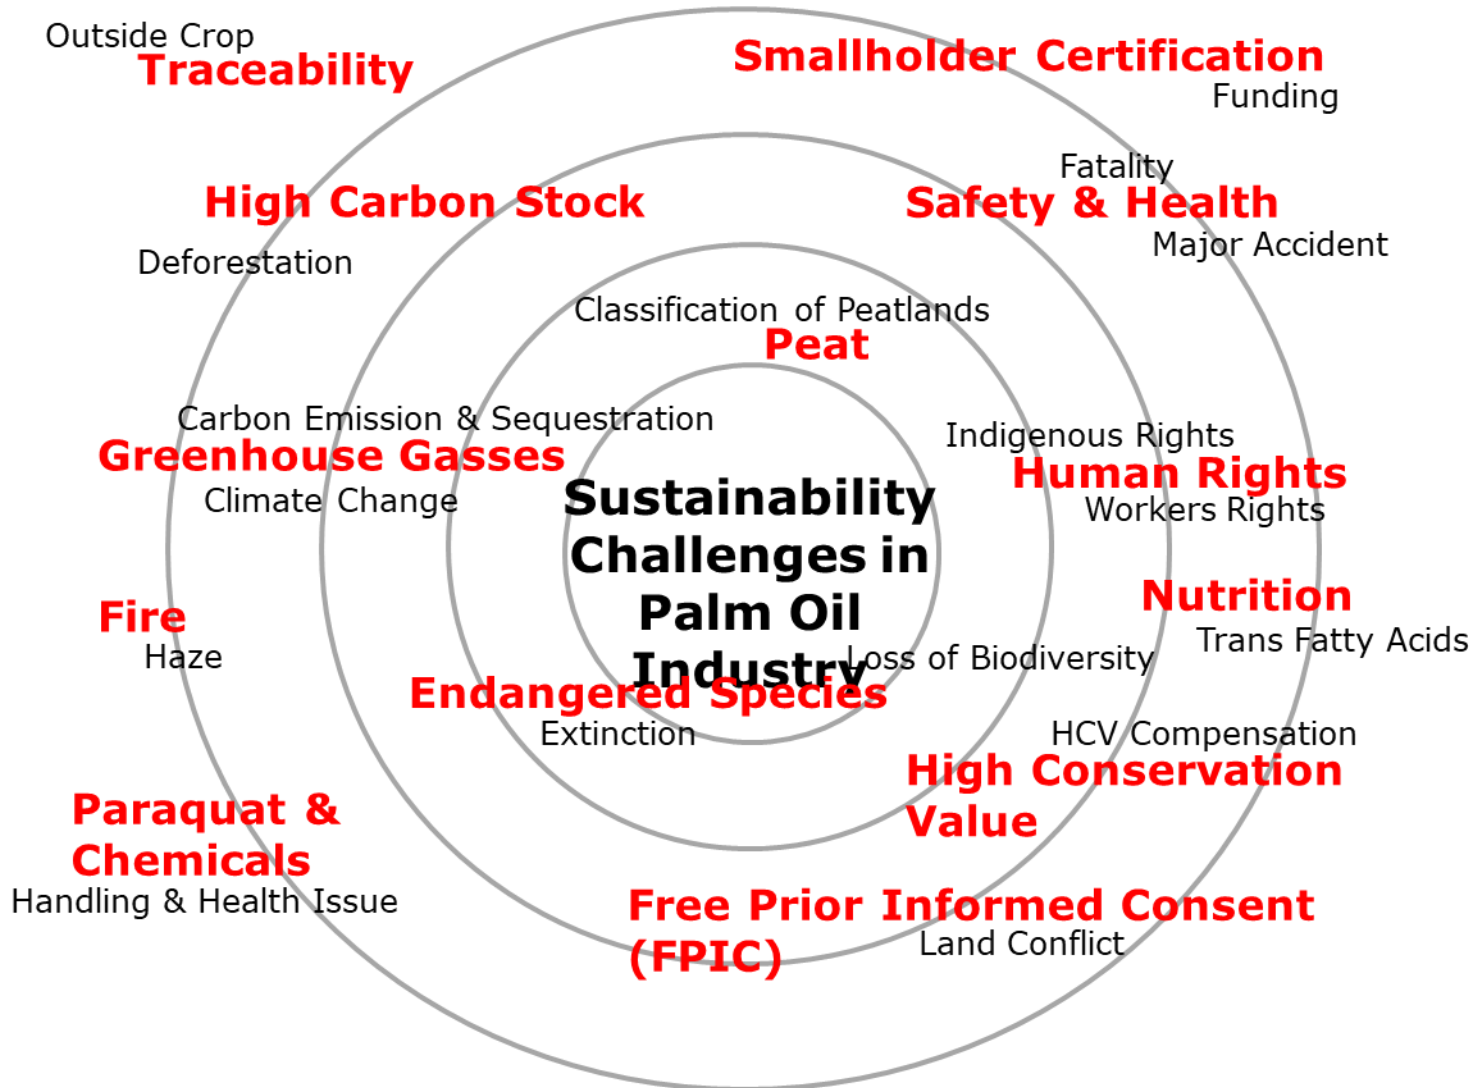 Outside Crop
Traceability
Smallholder Certification
Funding
Fatality
High Carbon Stock
Safety & Health
Major Accident
Deforestation
Classification of Peatlands
Peat
Carbon Emission & Sequestration
Greenhouse Gasses
Climate Change
Indigenous Rights
Human Rights
Workers Rights
Sustainability
Challenges in
Palm Oil
Industry
Fire
Haze
Nutrition
Trans Fatty Acids
Loss of Biodiversity
Endangered Species
Extinction
HCV Compensation
High Conservation
Value
Paraquat &
Chemicals
Handling & Health Issue
Free Prior Informed Consent
(FPIC)
Land Conflict